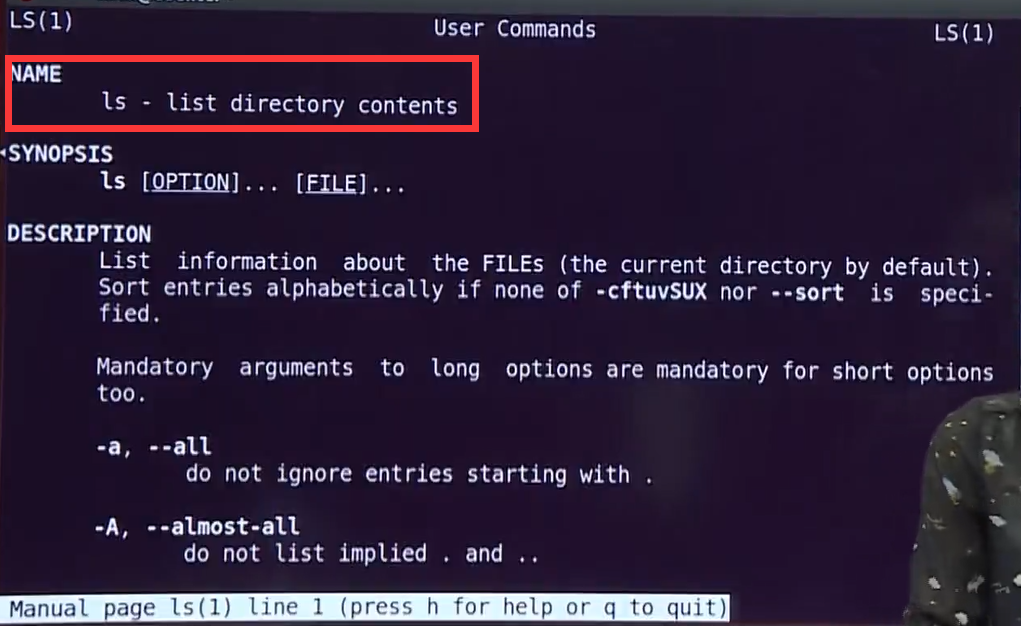 LS(1) User Commands LS(1)
NAME
ls - list directory contents
SYNOPSIS
ls [OPTION]... [FILE]...
DESCRIPTION
List information about the FILEs (the current directory by default).
Sort entries alphabetically if none of -cftuvSUX nor --sort is speci-
fied.
Mandatory arguments to long options are mandatory for short options
too.
-a, --all
do not ignore entries starting with .
-A, --almost-all
do not list implied . and ..
Manual page ls(1) line 1 (press h for help or q to quit)